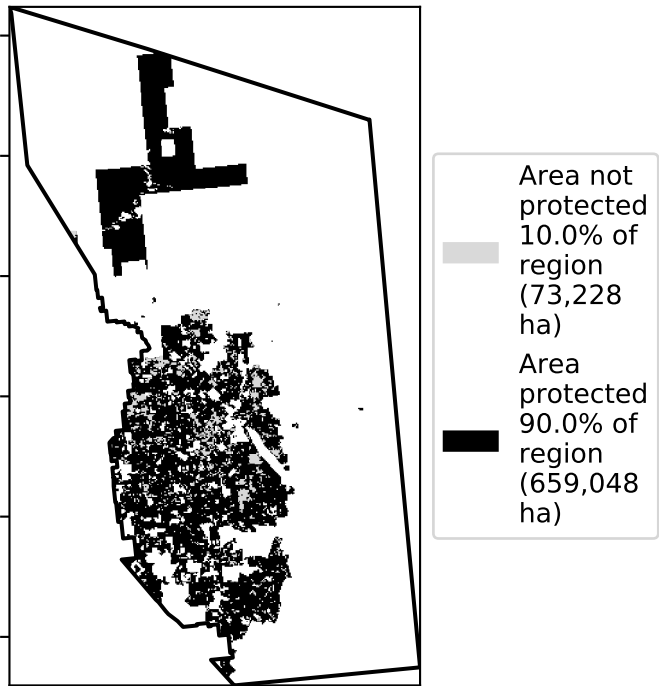 Area not
protected
10.0% of
region
(73,228
ha)
Area
protected
90.0% of
region
(659,048
ha)